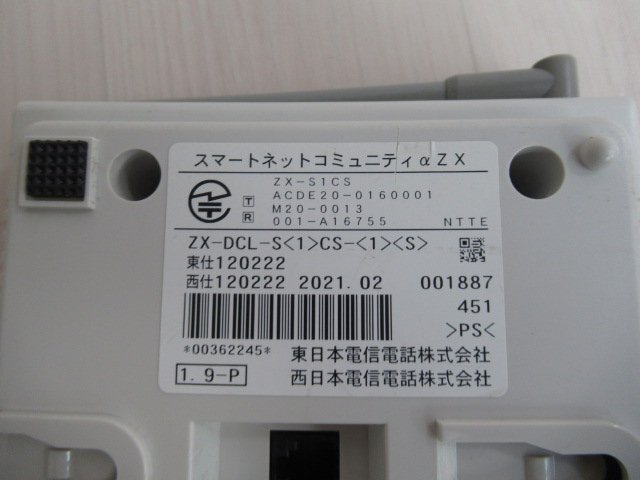 スマートネットコミュニティαZX
ZX-S1CS
T ACDE20-0160001
M20-0013
R 001-A16755 NTTE
ZX-DCL-S<1>CS-<1><S>
東仕120222
西仕120222 2021.02 001887
451
>PS<
*00362245* 東日本電信電話株式会社
1.9-P 西日本電信電話株式会社